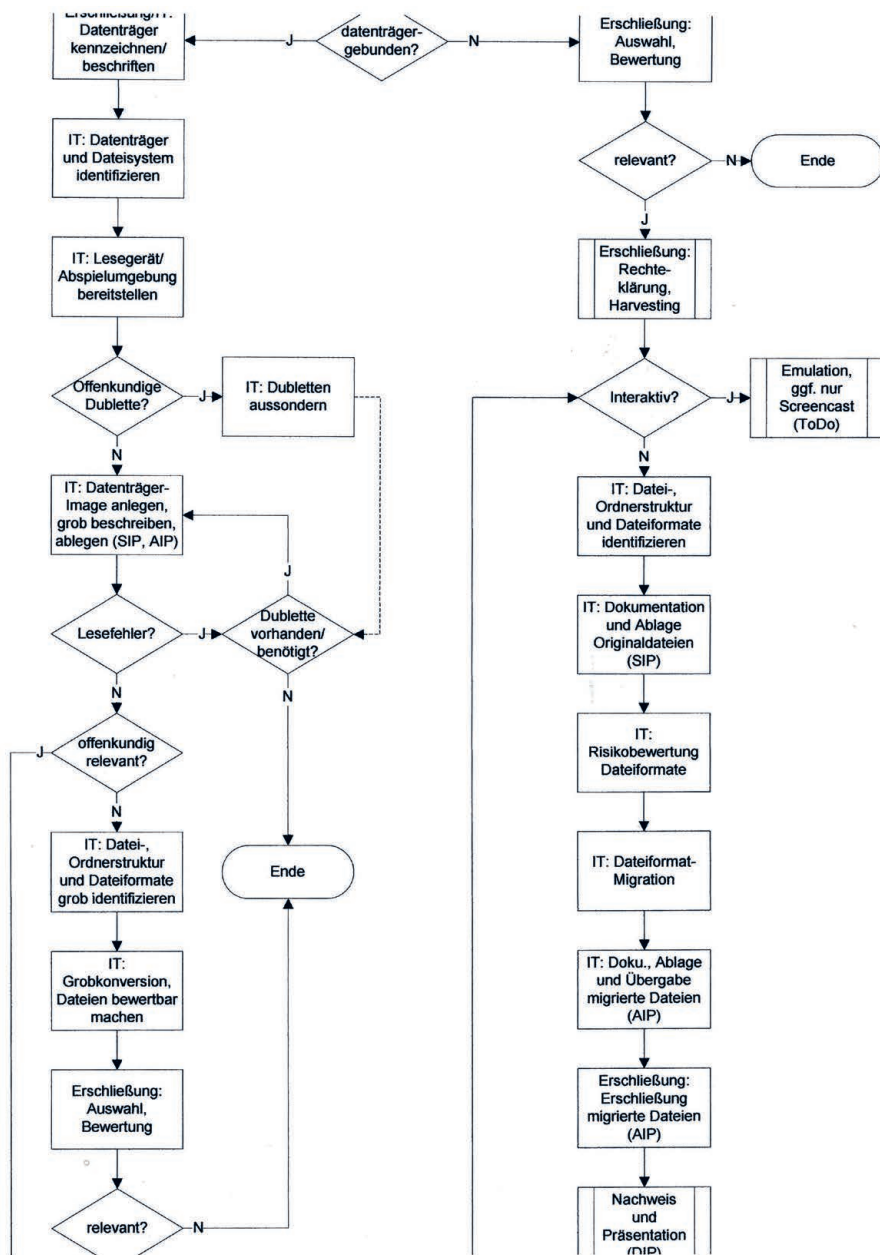 Erschließung/IT:
Datenträger
kennzeichnen/
beschriften
J
datenträger-
gebunden?
N
Erschließung:
Auswahl,
Bewertung
IT: Datenträger
und Dateisystem
identifizieren
relevant?
N
Ende
J
IT: Lesegerät/
Abspielumgebung
bereitstellen
Erschließung:
Rechte-
klärung,
Harvesting
Offenkundige
Dublette?
J
IT: Dubletten
aussondern
Interaktiv?
J
Emulation,
ggf. nur
Screencast
(ToDo)
N
N
IT: Datenträger-
Image anlegen,
grob beschreiben,
ablegen (SIP, AIP)
IT: Datei-,
Ordnerstruktur
und Dateiformate
identifizieren
J
Lesefehler?
J
Dublette
vorhanden/
benötigt?
IT: Dokumentation
und Ablage
Originaldateien
(SIP)
N
N
J
offenkundig
relevant?
IT:
Risikobewertung
Dateiformate
N
IT: Datei-,
Ordnerstruktur
und Dateiformate
grob identifizieren
Ende
IT: Dateiformat-
Migration
IT:
Grobkonversion,
Dateien bewertbar
machen
IT: Doku., Ablage
und Übergabe
migrierte Dateien
(AIP)
Erschließung:
Auswahl,
Bewertung
Erschließung:
Erschließung
migrierte Dateien
(AIP)
relevant?
N
Nachweis
und
Präsentation
(DIP)